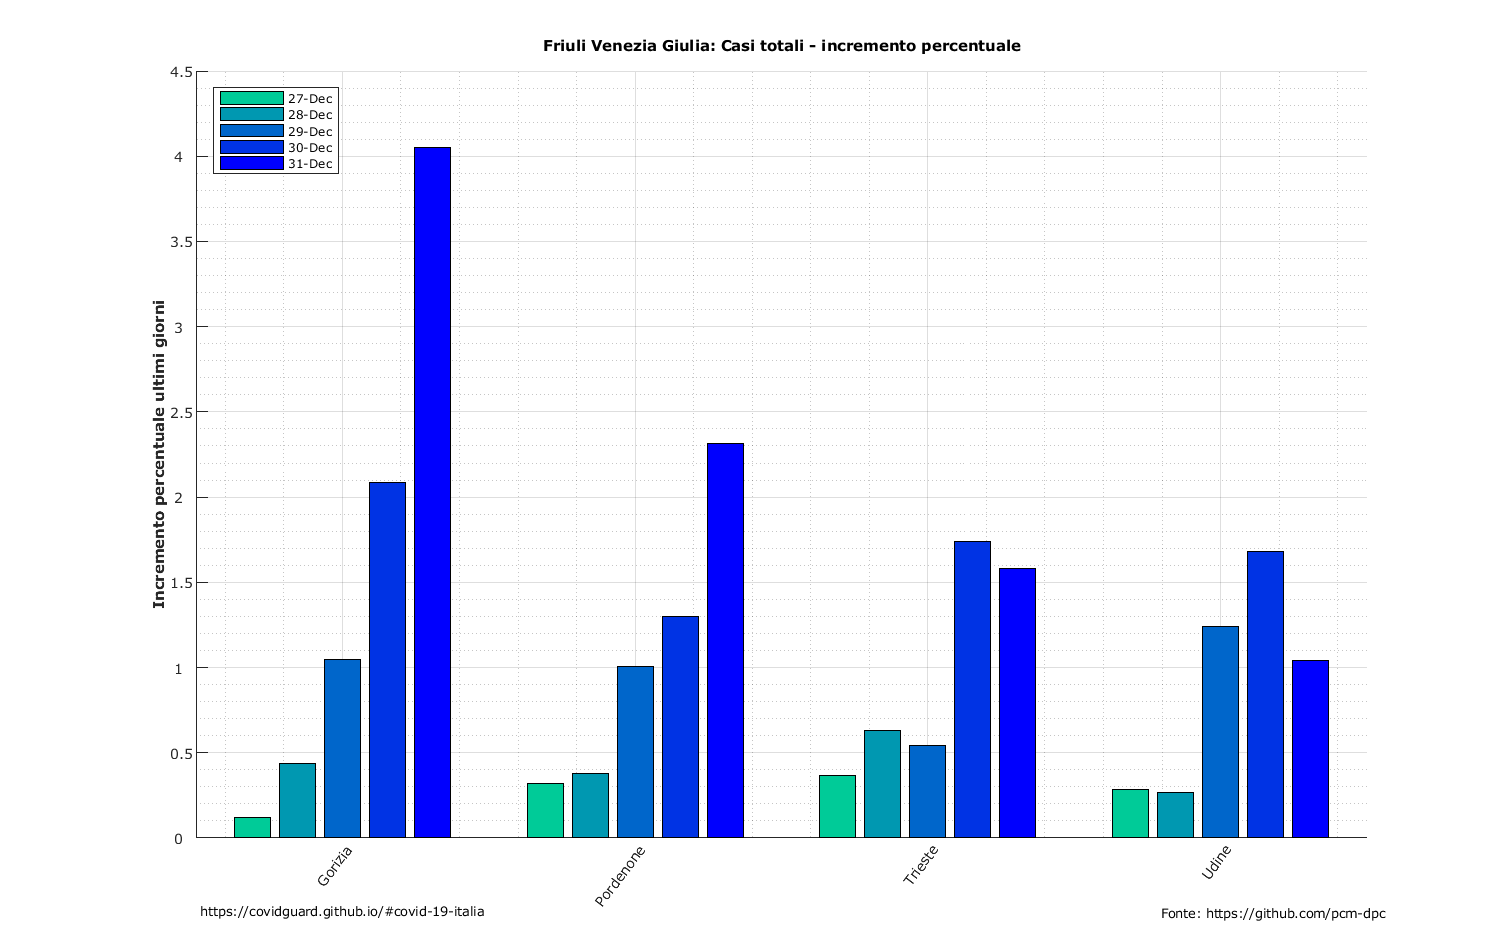 Friuli Venezia Giulia: Casi totali - incremento percentuale
4.5
4
3.5
3
2.5
2
1.5
1
0.5
0
Incremento percentuale ultimi giorni
27-Dec
28-Dec
29-Dec
30-Dec
31-Dec
Gorizia
Pordenone
Trieste
Udine
https://covidguard.github.io/#covid-19-italia
Fonte: https://github.com/pcm-dpc